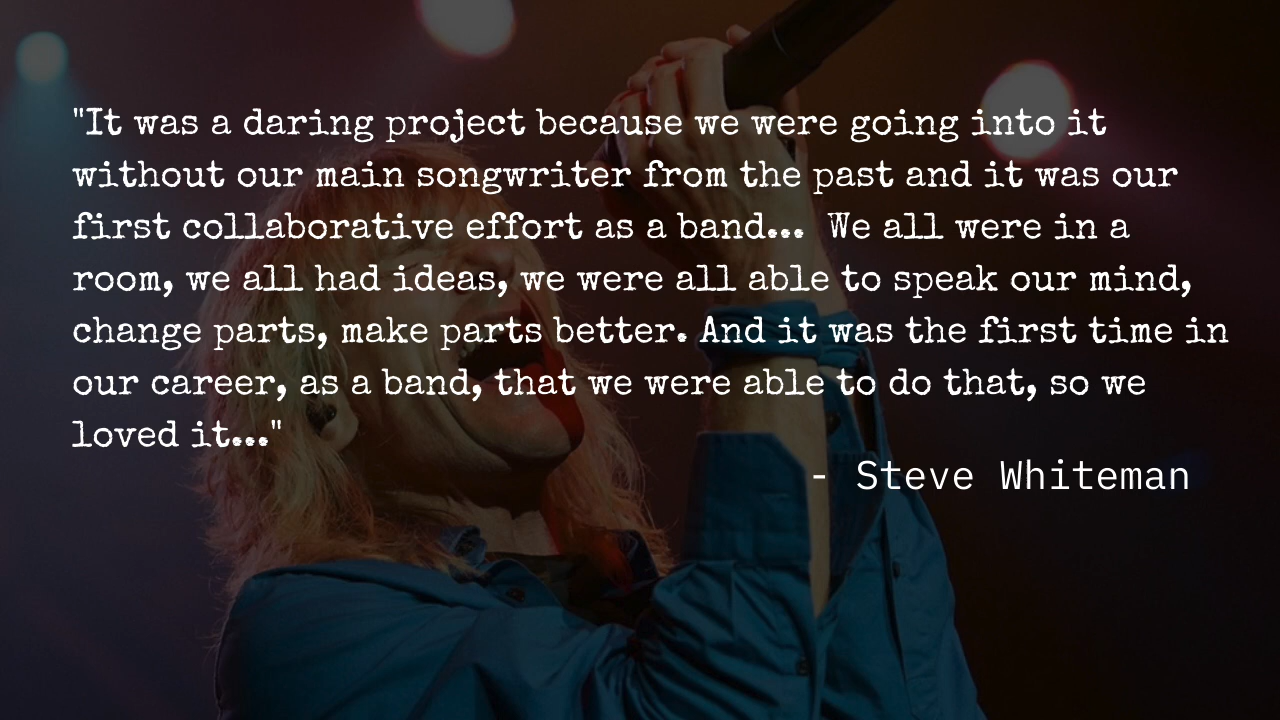 "It was a daring project because we were going into it
without our main songwriter from the past and it was our
first collaborative effort as a band...  We all were in a
room, we all had ideas, we were all able to speak our mind,
change parts, make parts better. And it was the first time in
our career, as a band, that we were able to do that, so we
loved it..."
- Steve Whiteman